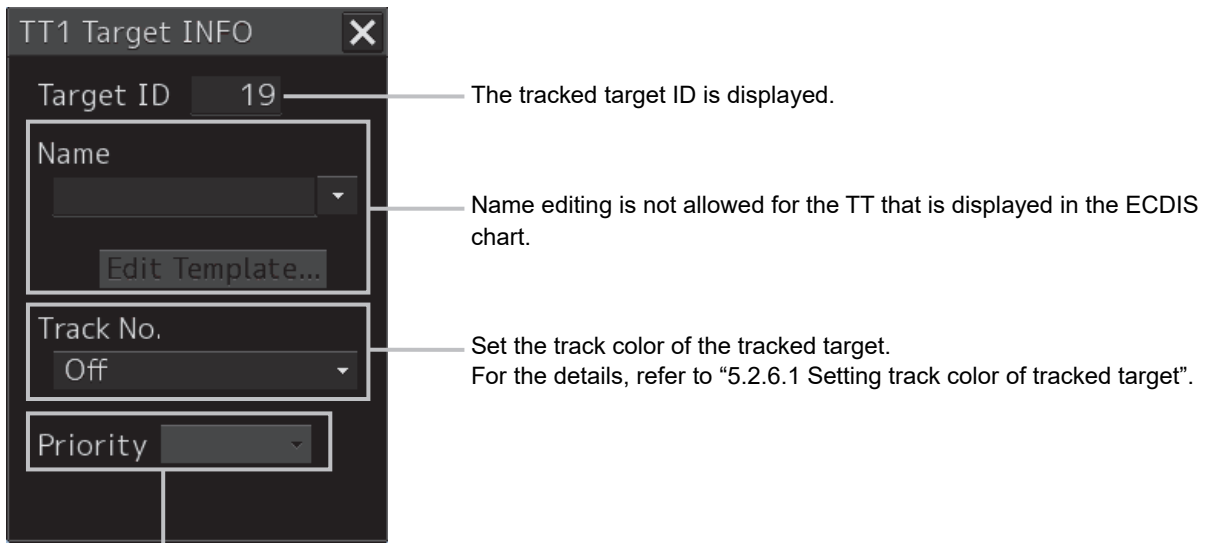 TT1 Target INFO
Target ID 19
The tracked target ID is displayed.
Name
Name editing is not allowed for the TT that is displayed in the ECDIS
chart.
Edit Template...
Track No.
Off
Set the track color of the tracked target.
For the details, refer to “5.2.6.1 Setting track color of tracked target”.
Priority